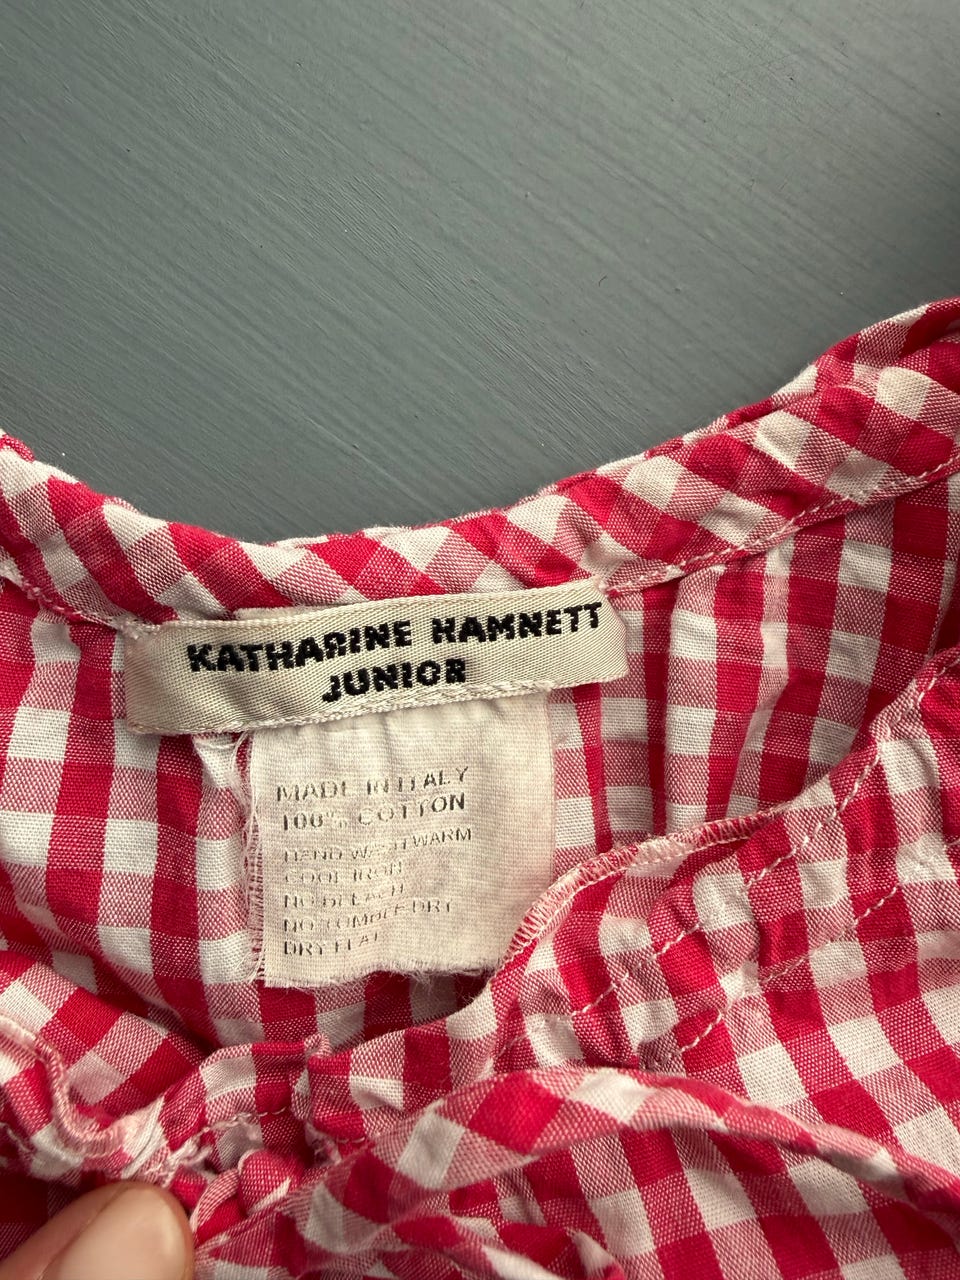 KATHARINE HAMNETT
JUNIOR
MADE IN ITALY
100% COTTON
HAND WASH WARM
COOL IRON
NO BLEACH
NO TUMBLE DRY
DRY FLAT